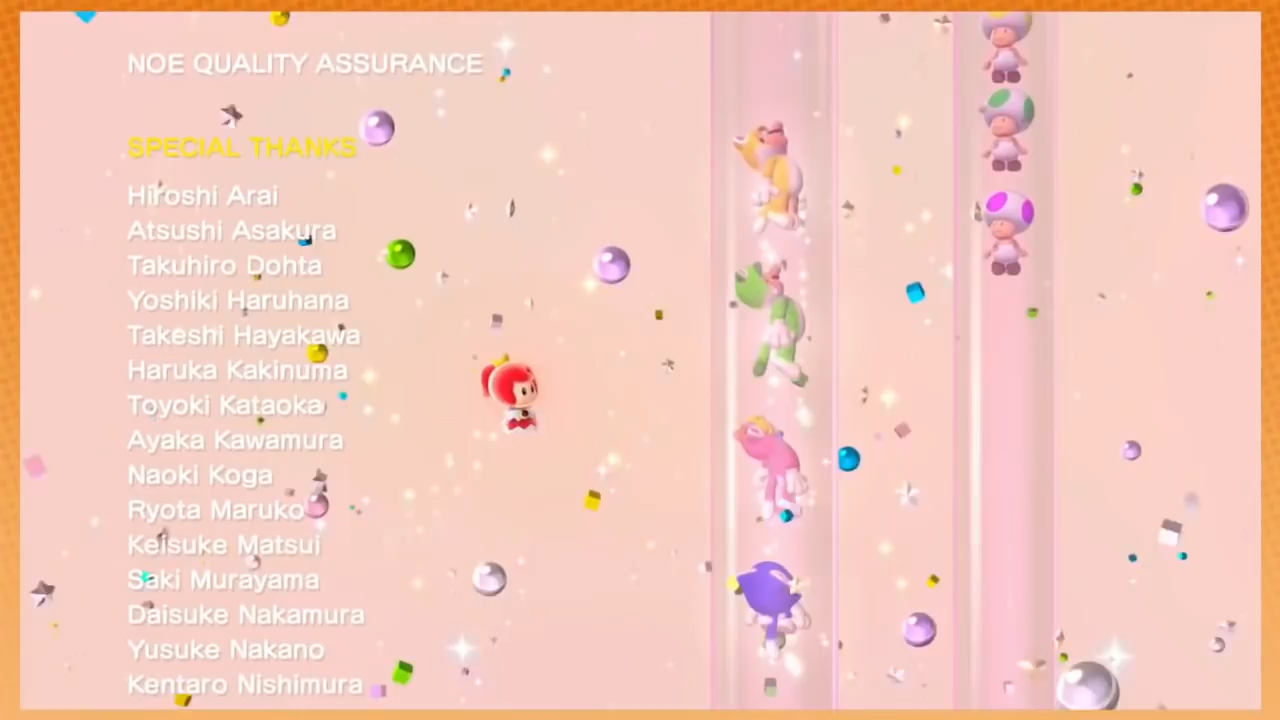 NOE QUALITY ASSURANCE
SPECIAL THANKS
Hiroshi Arai
Atsushi Asakura
Takuhiro Dohta
Yoshiki Haruhana
Takeshi Hayakawa
Haruka Kakinuma
Toyoki Kataoka
Ayaka Kawamura
Naoki Koga
Ryota Maruko
Keisuke Matsui
Saki Murayama
Daisuke Nakamura
Yusuke Nakano
Kentaro Nishimura